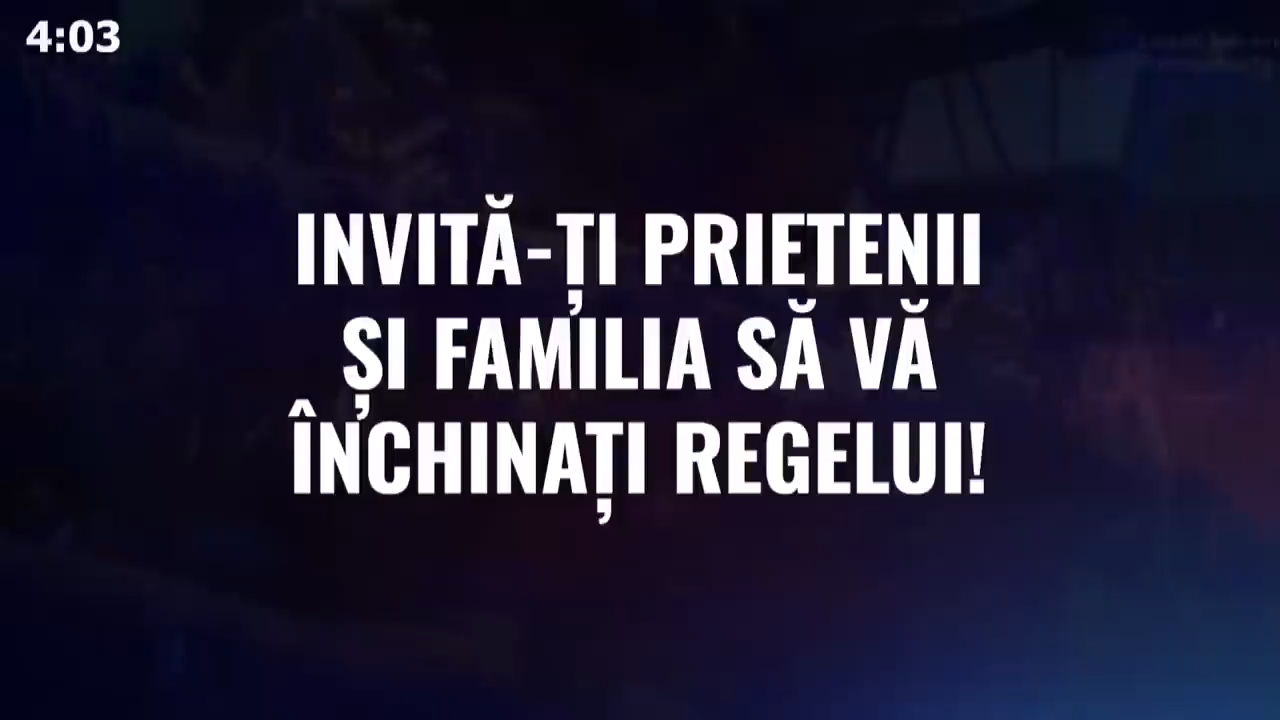 4:03
INVITĂ-ȚI PRIETENII
ȘI FAMILIA SĂ VĂ
ÎNCHINAȚI REGELUI!